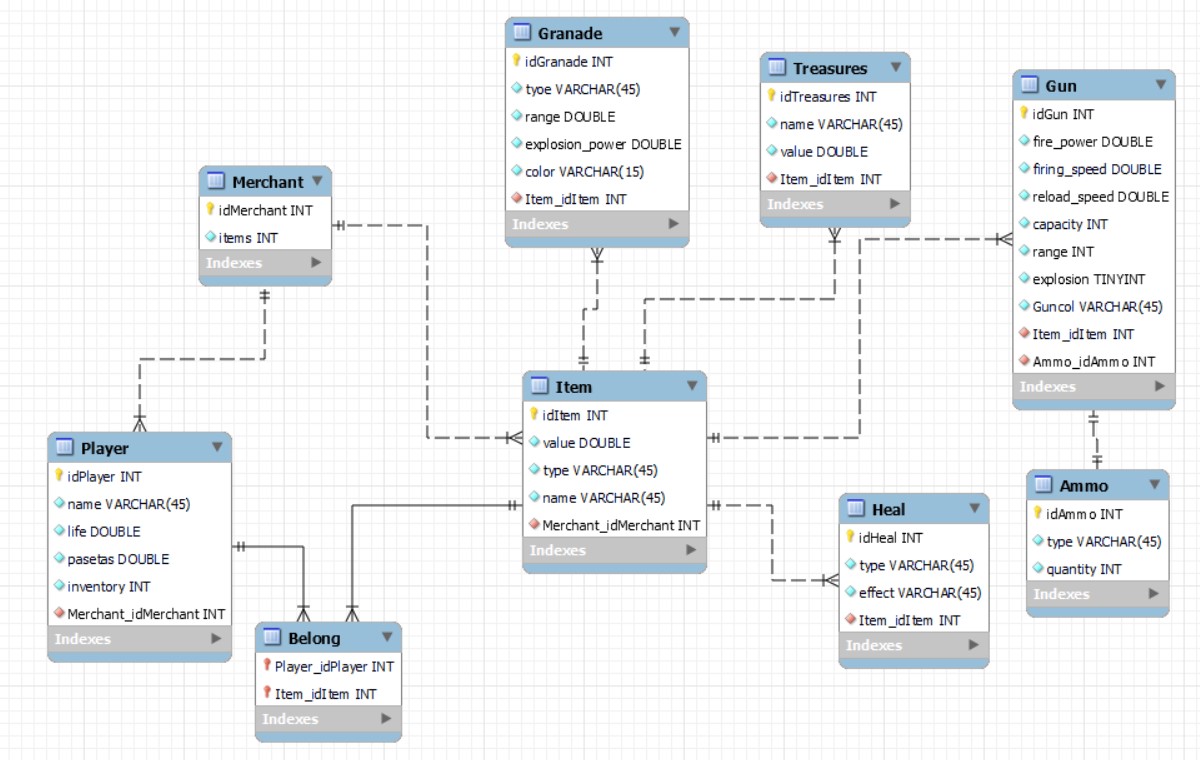 Granade
idGranade INT
tyoe VARCHAR(45)
range DOUBLE
explosion_power DOUBLE
color VARCHAR(15)
Item_idItem INT
Indexes
Treasures
idTreasures INT
name VARCHAR(45)
value DOUBLE
Item_idItem INT
Indexes
Gun
idGun INT
fire_power DOUBLE
firing_speed DOUBLE
reload_speed DOUBLE
capacity INT
range INT
explosion TINYINT
Guncol VARCHAR(45)
Item_idItem INT
Ammo_idAmmo INT
Indexes
Merchant
idMerchant INT
items INT
Indexes
Item
idItem INT
value DOUBLE
type VARCHAR(45)
name VARCHAR(45)
Merchant_idMerchant INT
Indexes
Player
idPlayer INT
name VARCHAR(45)
life DOUBLE
pasetas DOUBLE
inventory INT
Merchant_idMerchant INT
Indexes
Heal
idHeal INT
type VARCHAR(45)
effect VARCHAR(45)
Item_idItem INT
Indexes
Ammo
idAmmo INT
type VARCHAR(45)
quantity INT
Indexes
Belong
Player_idPlayer INT
Item_idItem INT
Indexes